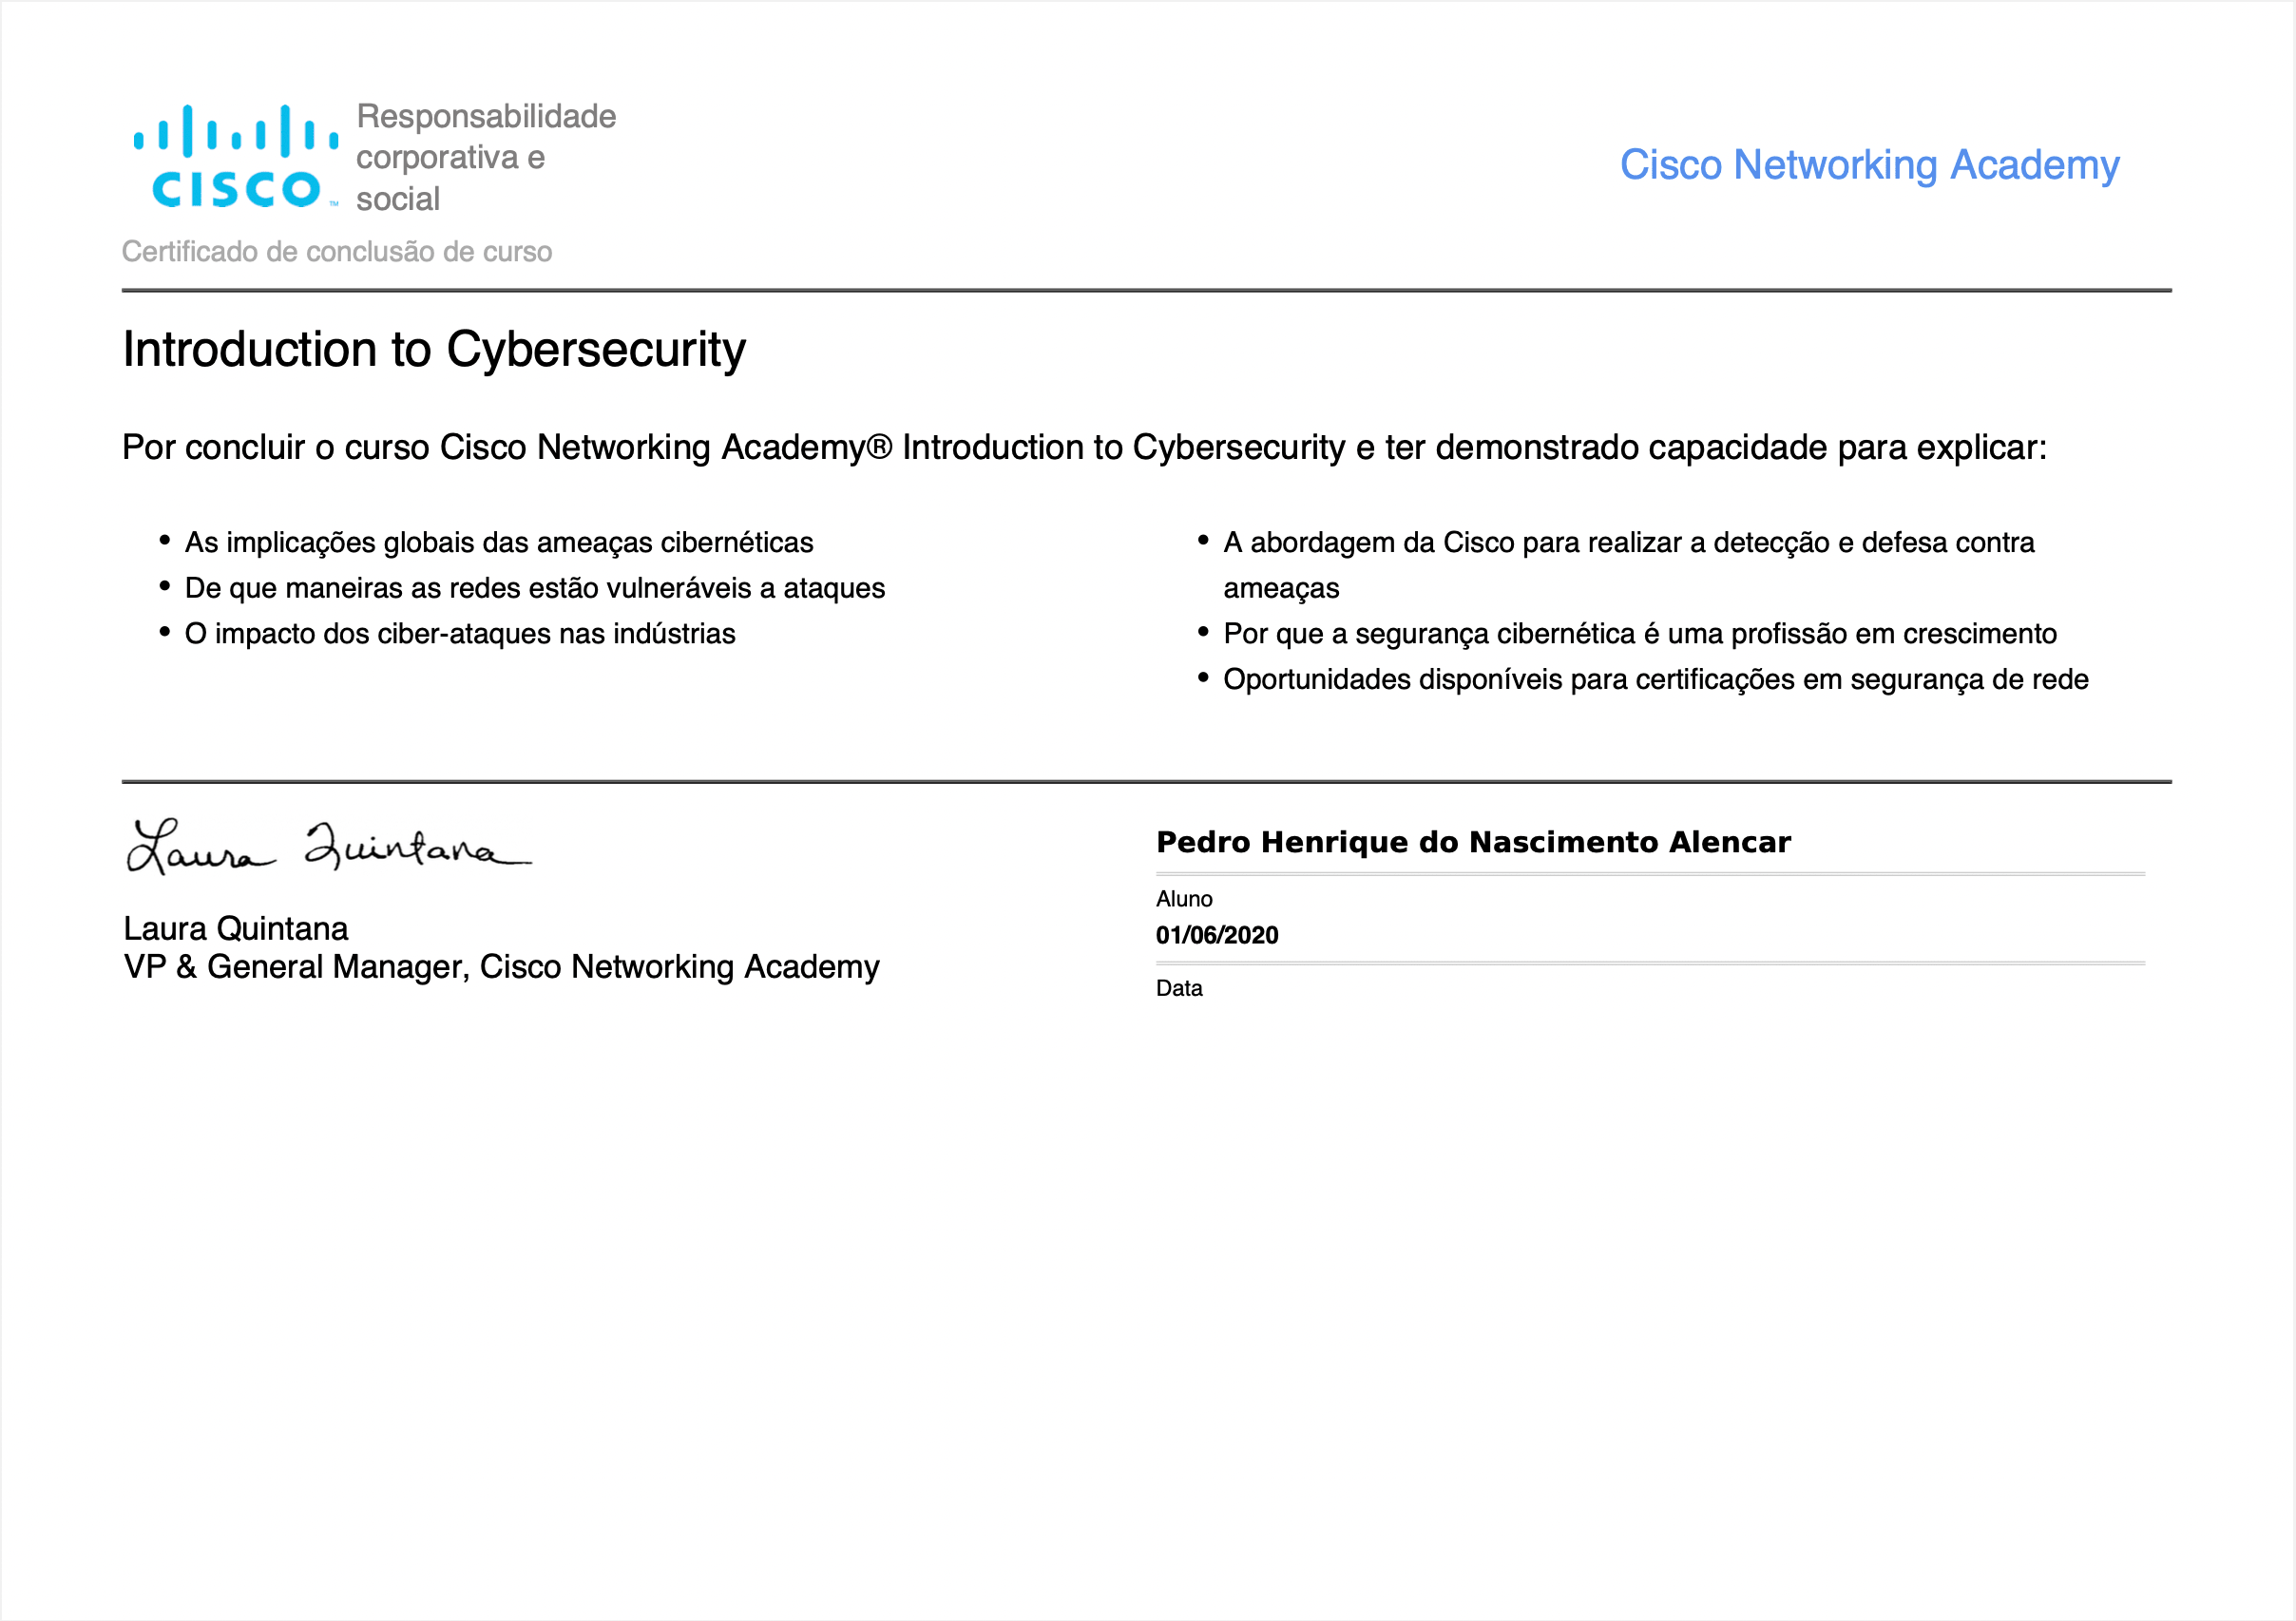 CISCO™
Responsabilidade
corporativa e
social
Cisco Networking Academy
Certificado de conclusão de curso
Introduction to Cybersecurity
Por concluir o curso Cisco Networking Academy® Introduction to Cybersecurity e ter demonstrado capacidade para explicar:
• As implicações globais das ameaças cibernéticas
• De que maneiras as redes estão vulneráveis a ataques
• O impacto dos ciber-ataques nas indústrias
• A abordagem da Cisco para realizar a detecção e defesa contra
ameaças
• Por que a segurança cibernética é uma profissão em crescimento
• Oportunidades disponíveis para certificações em segurança de rede
Laura Quintana
Laura Quintana
VP & General Manager, Cisco Networking Academy
Pedro Henrique do Nascimento Alencar
Aluno
01/06/2020
Data